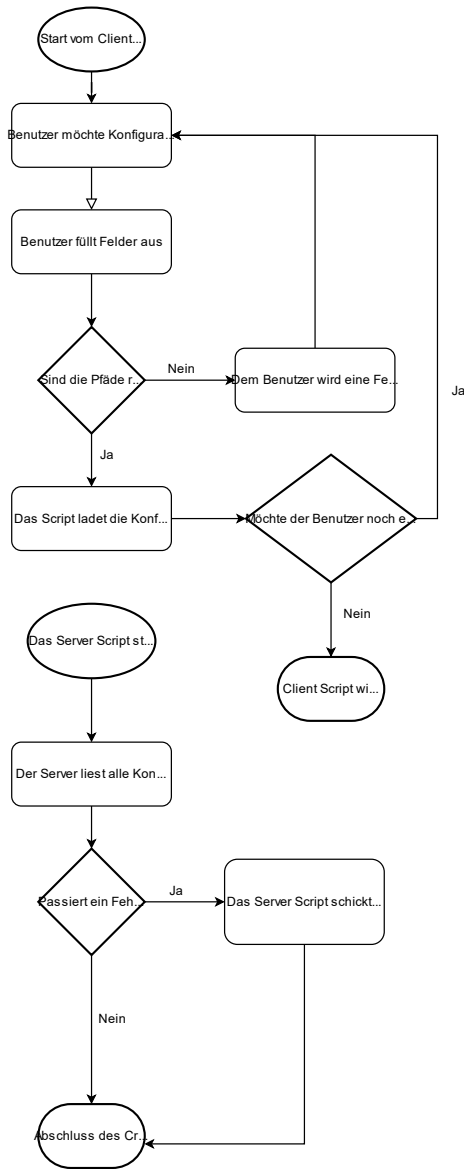 Start vom Client...
Benutzer möchte Konfigura...
Benutzer füllt Felder aus
Sind die Pfäde r...
Nein
Dem Benutzer wird eine Fe...
Ja
Ja
Das Script ladet die Konf...
Möchte der Benutzer noch e...
Nein
Das Server Script st...
Client Script wi...
Der Server liest alle Kon...
Passiert ein Feh...
Ja
Das Server Script schickt...
Nein
Abschluss des Cr...